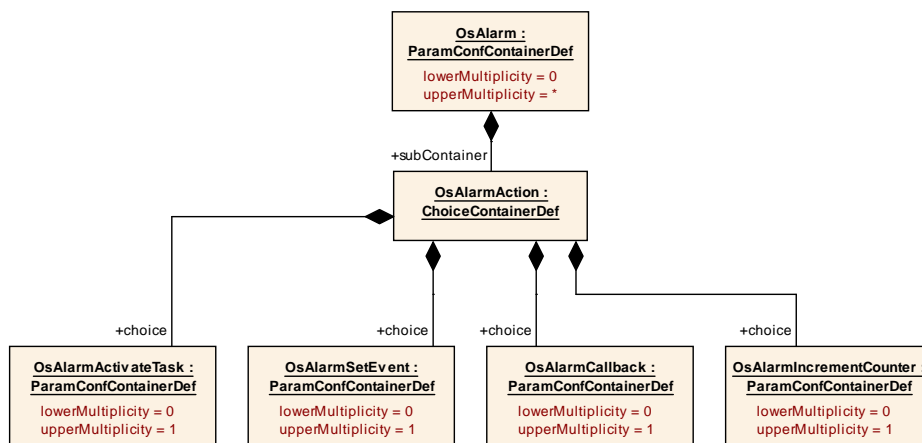 OsAlarm :
ParamConfContainerDef
lowerMultiplicity = 0
upperMultiplicity = *
+subContainer
OsAlarmAction :
ChoiceContainerDef
+choice
+choice
+choice
+choice
OsAlarmActivateTask :
ParamConfContainerDef
lowerMultiplicity = 0
upperMultiplicity = 1
OsAlarmSetEvent :
ParamConfContainerDef
lowerMultiplicity = 0
upperMultiplicity = 1
OsAlarmCallback :
ParamConfContainerDef
lowerMultiplicity = 0
upperMultiplicity = 1
OsAlarmIncrementCounter :
ParamConfContainerDef
lowerMultiplicity = 0
upperMultiplicity = 1